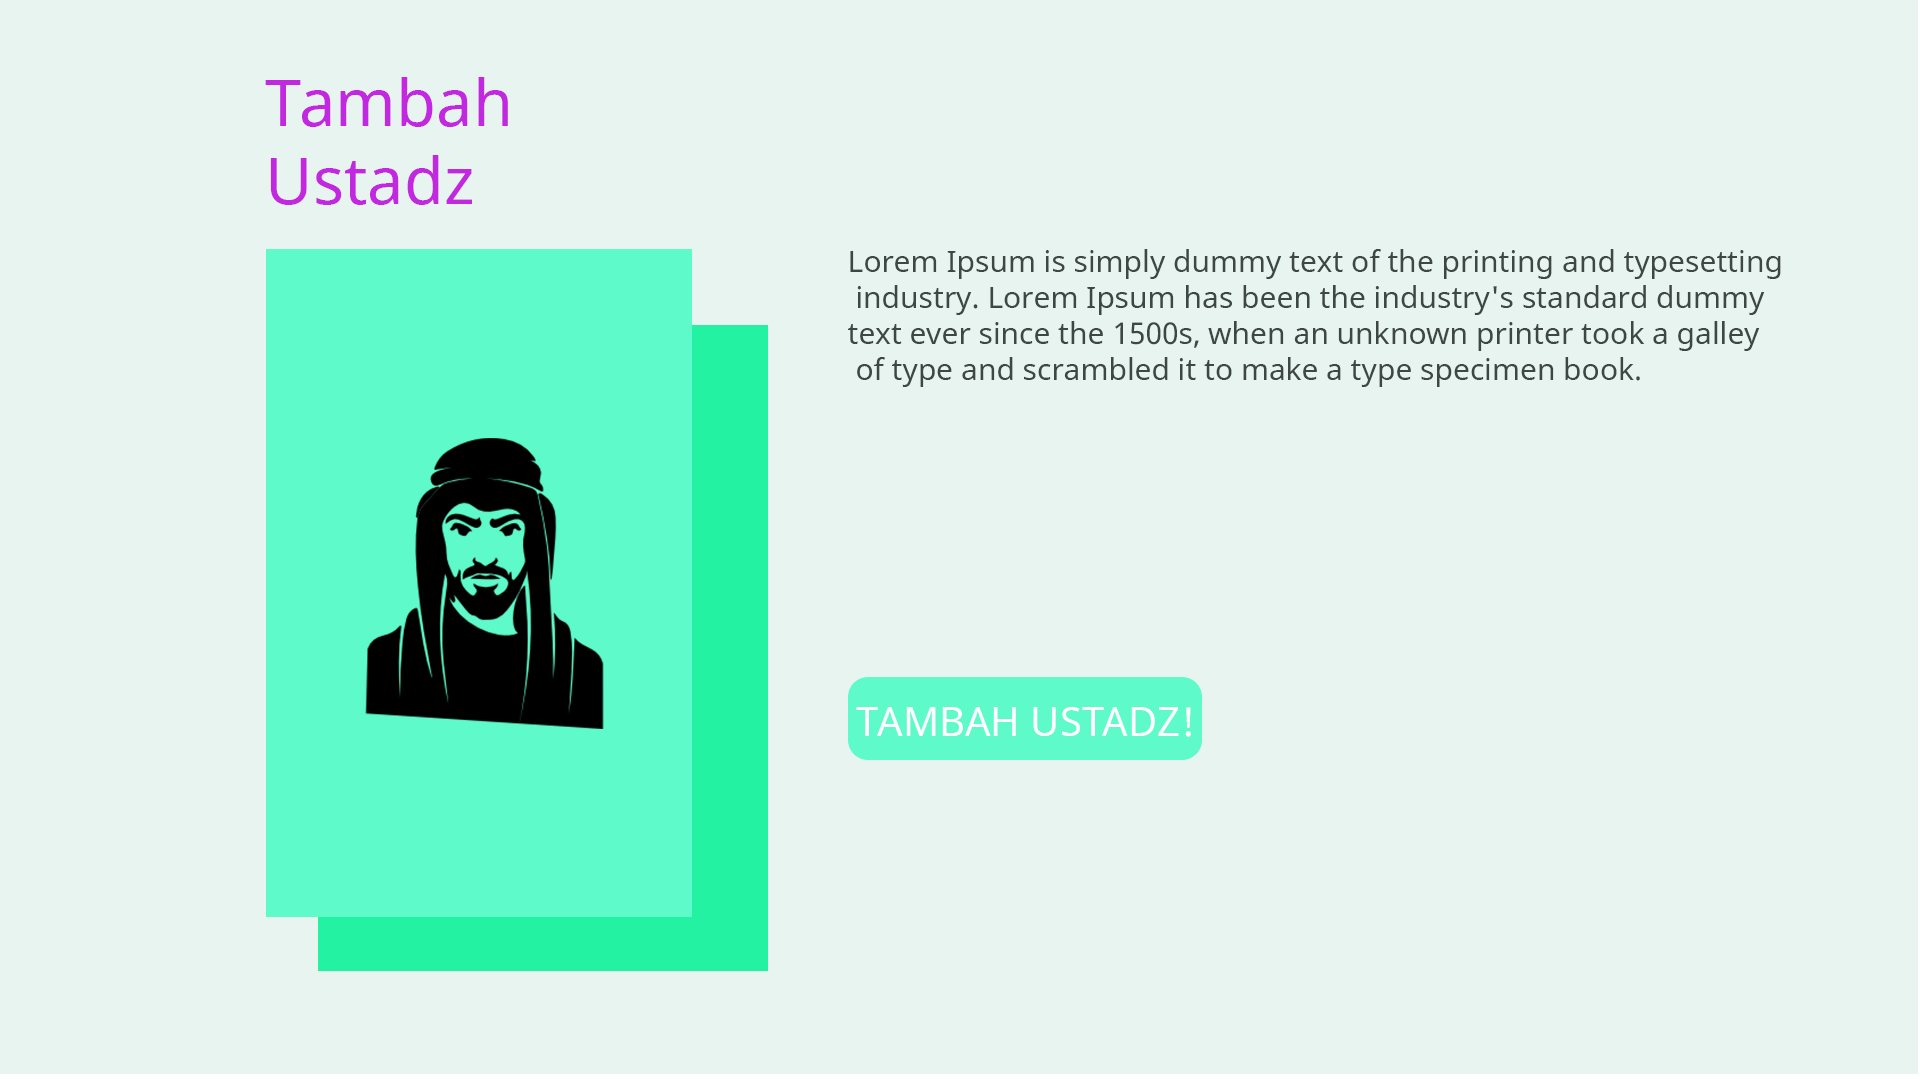 Tambah
Ustadz
Lorem Ipsum is simply dummy text of the printing and typesetting
industry. Lorem Ipsum has been the industry's standard dummy
text ever since the 1500s, when an unknown printer took a galley
of type and scrambled it to make a type specimen book.
TAMBAH USTADZ!